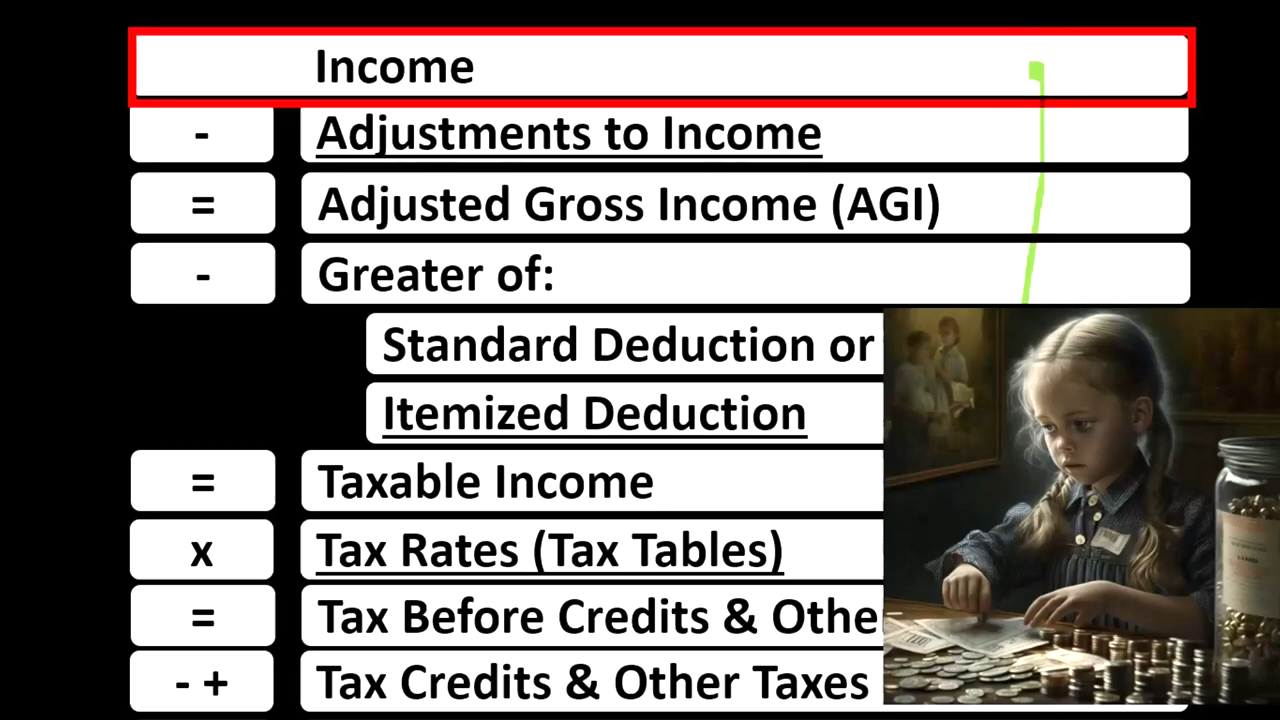 Income
- Adjustments to Income
= Adjusted Gross Income (AGI)
- Greater of:
Standard Deduction or
Itemized Deduction
= Taxable Income
x Tax Rates (Tax Tables)
= Tax Before Credits & Othe
- + Tax Credits & Other Taxes